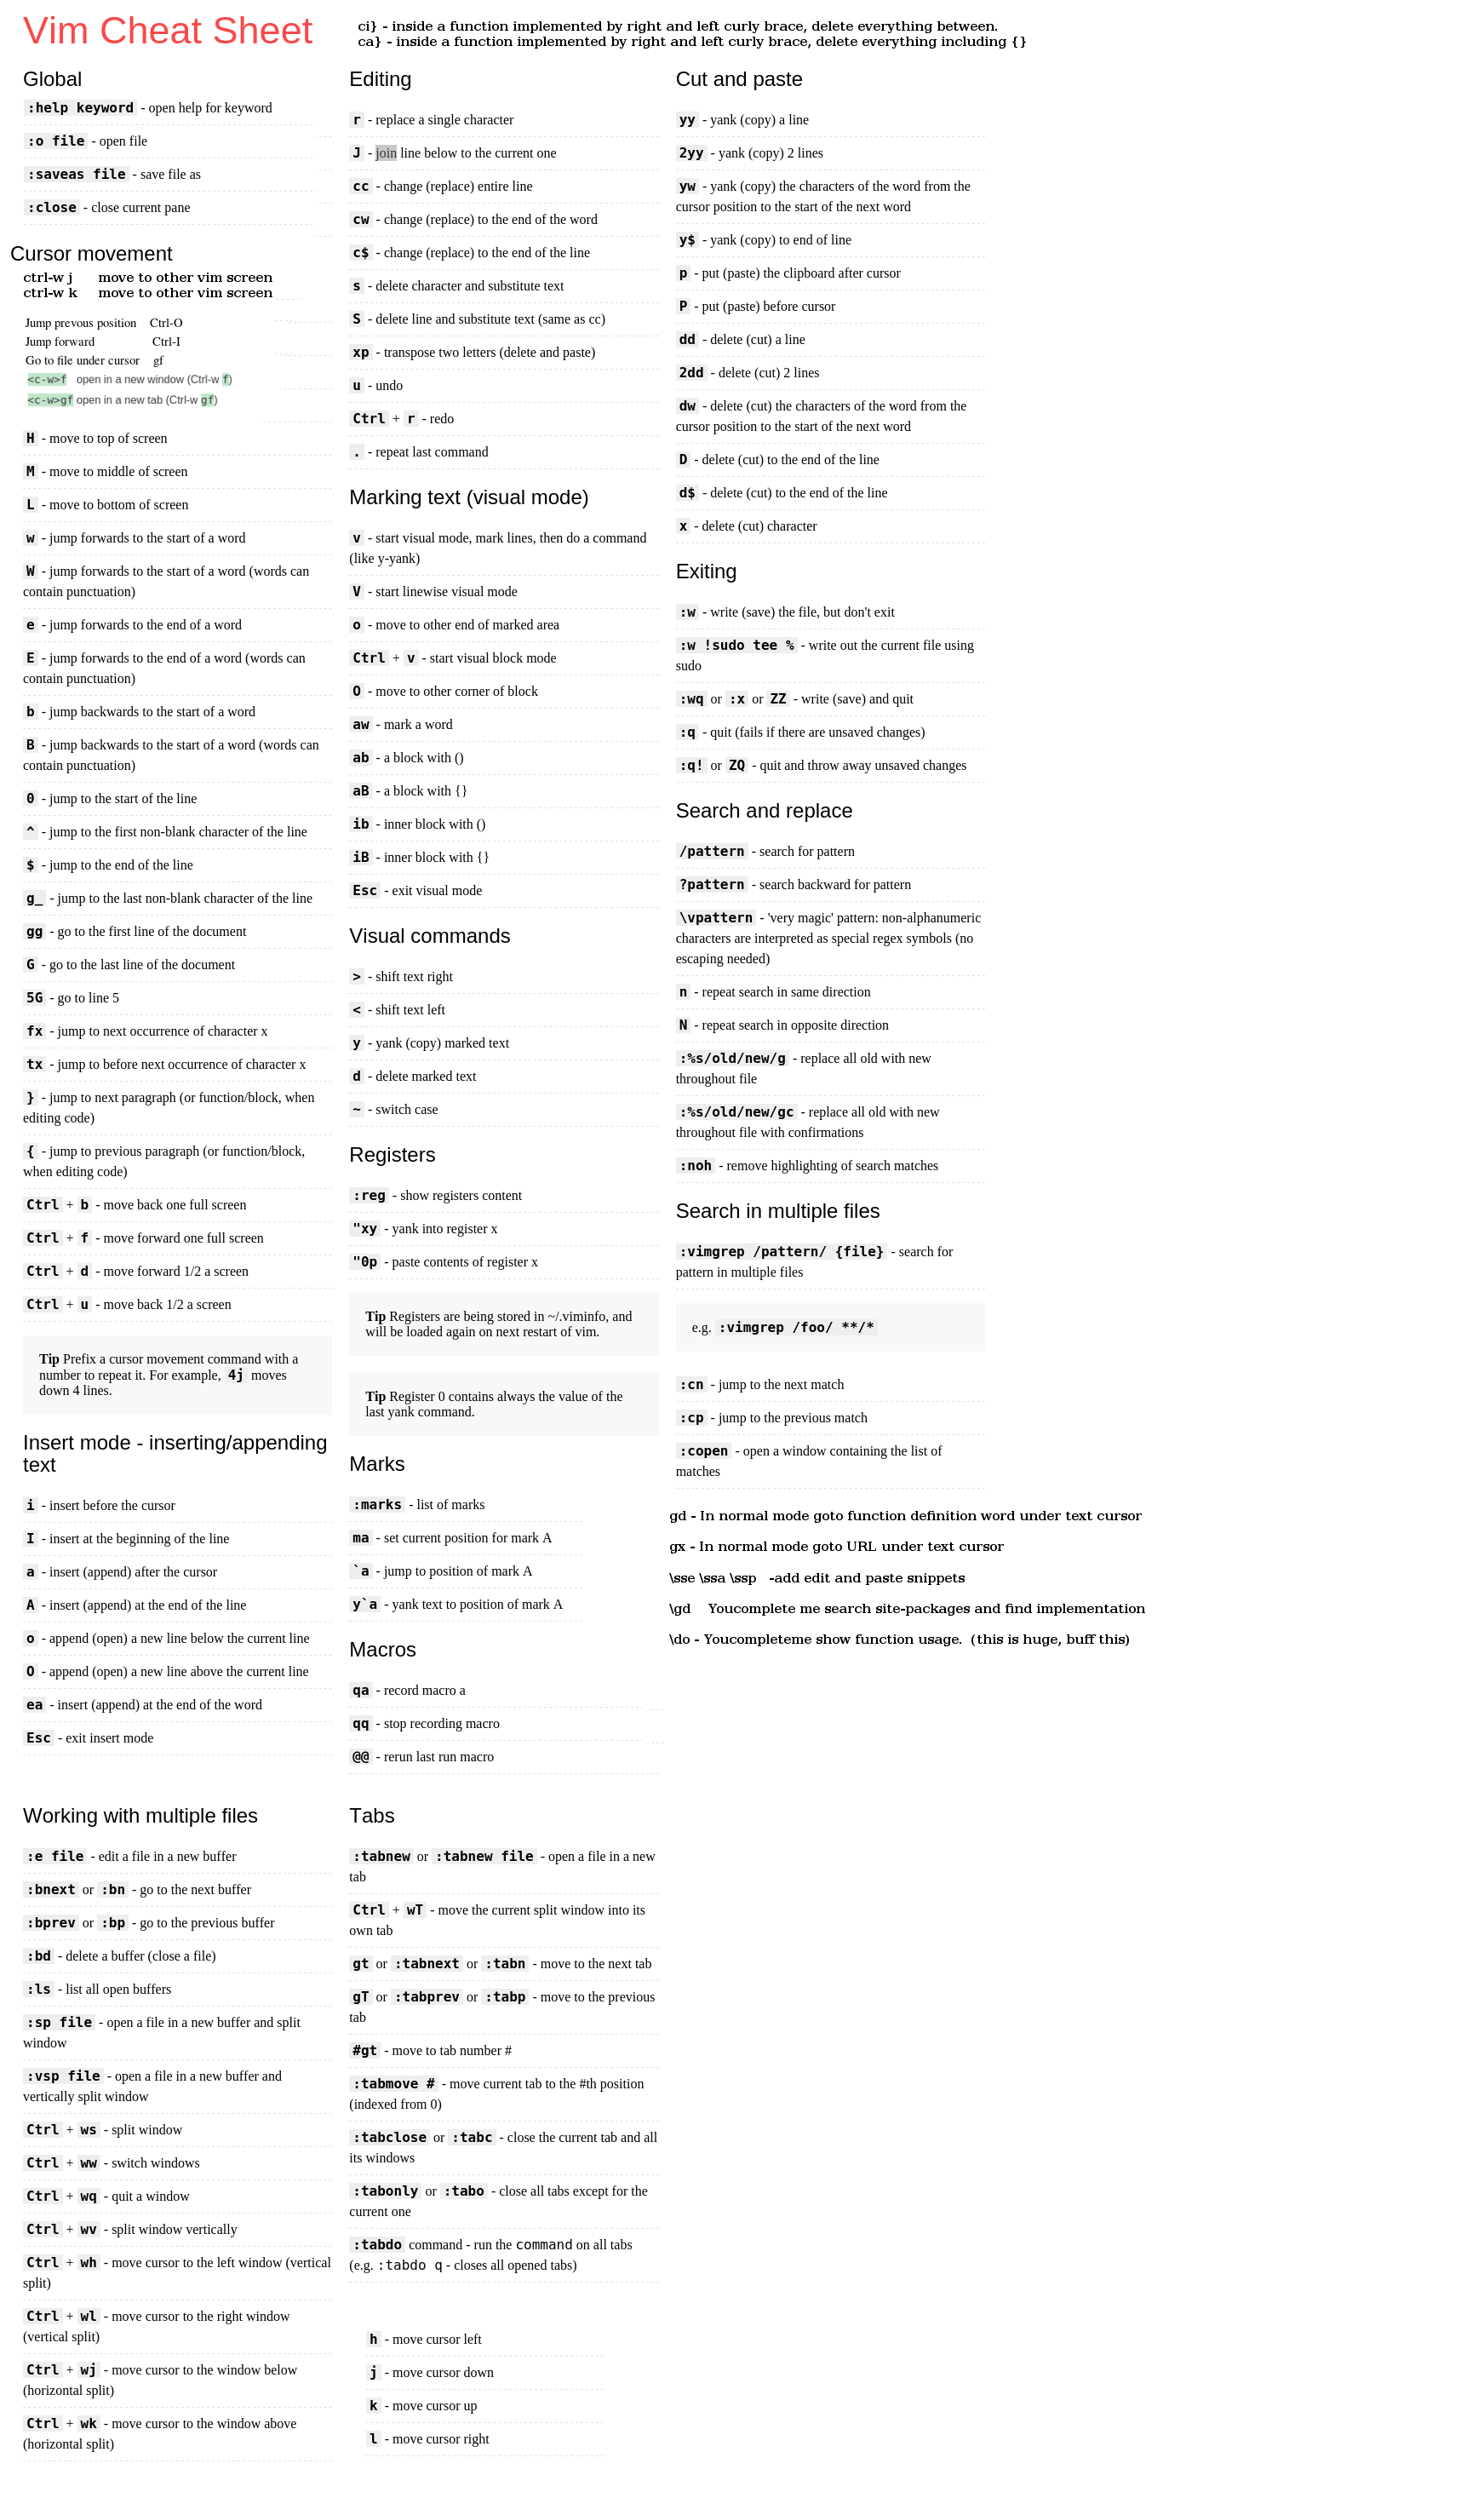 Vim Cheat Sheet
ci} - inside a function implemented by right and left curly brace, delete everything between.
ca} - inside a function implemented by right and left curly brace, delete everything including {}
Global
:help keyword - open help for keyword
:o file - open file
:saveas file - save file as
:close - close current pane
Cursor movement
ctrl-w j move to other vim screen
ctrl-w k move to other vim screen
Jump prevous position Ctrl-O
Jump forward Ctrl-I
Go to file under cursor gf
<c-w>f open in a new window (Ctrl-w f)
<c-w>gf open in a new tab (Ctrl-w gf)
H - move to top of screen
M - move to middle of screen
L - move to bottom of screen
w - jump forwards to the start of a word
W - jump forwards to the start of a word (words can
contain punctuation)
e - jump forwards to the end of a word
E - jump forwards to the end of a word (words can
contain punctuation)
b - jump backwards to the start of a word
B - jump backwards to the start of a word (words can
contain punctuation)
0 - jump to the start of the line
^ - jump to the first non-blank character of the line
$ - jump to the end of the line
g_ - jump to the last non-blank character of the line
gg - go to the first line of the document
G - go to the last line of the document
5G - go to line 5
fx - jump to next occurrence of character x
tx - jump to before next occurrence of character x
} - jump to next paragraph (or function/block, when
editing code)
{ - jump to previous paragraph (or function/block,
when editing code)
Ctrl + b - move back one full screen
Ctrl + f - move forward one full screen
Ctrl + d - move forward 1/2 a screen
Ctrl + u - move back 1/2 a screen
Tip Prefix a cursor movement command with a
number to repeat it. For example, 4j moves
down 4 lines.
Insert mode - inserting/appending
text
i - insert before the cursor
I - insert at the beginning of the line
a - insert (append) after the cursor
A - insert (append) at the end of the line
o - append (open) a new line below the current line
O - append (open) a new line above the current line
ea - insert (append) at the end of the word
Esc - exit insert mode
Editing
r - replace a single character
J - join line below to the current one
cc - change (replace) entire line
cw - change (replace) to the end of the word
c$ - change (replace) to the end of the line
s - delete character and substitute text
S - delete line and substitute text (same as cc)
xp - transpose two letters (delete and paste)
u - undo
Ctrl + r - redo
. - repeat last command
Marking text (visual mode)
v - start visual mode, mark lines, then do a command
(like y-yank)
V - start linewise visual mode
o - move to other end of marked area
Ctrl + v - start visual block mode
O - move to other corner of block
aw - mark a word
ab - a block with ()
aB - a block with {}
ib - inner block with ()
iB - inner block with {}
Esc - exit visual mode
Visual commands
> - shift text right
< - shift text left
y - yank (copy) marked text
d - delete marked text
~ - switch case
Registers
:reg - show registers content
"xy - yank into register x
"0p - paste contents of register x
Tip Registers are being stored in ~/.viminfo, and
will be loaded again on next restart of vim.
Tip Register 0 contains always the value of the
last yank command.
Marks
:marks - list of marks
ma - set current position for mark A
`a - jump to position of mark A
y`a - yank text to position of mark A
Macros
qa - record macro a
qq - stop recording macro
@@ - rerun last run macro
Cut and paste
yy - yank (copy) a line
2yy - yank (copy) 2 lines
yw - yank (copy) the characters of the word from the
cursor position to the start of the next word
y$ - yank (copy) to end of line
p - put (paste) the clipboard after cursor
P - put (paste) before cursor
dd - delete (cut) a line
2dd - delete (cut) 2 lines
dw - delete (cut) the characters of the word from the
cursor position to the start of the next word
D - delete (cut) to the end of the line
d$ - delete (cut) to the end of the line
x - delete (cut) character
Exiting
:w - write (save) the file, but don't exit
:w !sudo tee % - write out the current file using
sudo
:wq or :x or ZZ - write (save) and quit
:q - quit (fails if there are unsaved changes)
:q! or ZQ - quit and throw away unsaved changes
Search and replace
/pattern - search for pattern
?pattern - search backward for pattern
\vpattern - 'very magic' pattern: non-alphanumeric
characters are interpreted as special regex symbols (no
escaping needed)
n - repeat search in same direction
N - repeat search in opposite direction
:%s/old/new/g - replace all old with new
throughout file
:%s/old/new/gc - replace all old with new
throughout file with confirmations
:noh - remove highlighting of search matches
Search in multiple files
:vimgrep /pattern/ {file} - search for
pattern in multiple files
e.g. :vimgrep /foo/ **/*
:cn - jump to the next match
:cp - jump to the previous match
:copen - open a window containing the list of
matches
gd - In normal mode goto function definition word under text cursor
gx - In normal mode goto URL under text cursor
\sse \ssa \ssp -add edit and paste snippets
\gd Youcomplete me search site-packages and find implementation
\do - Youcompleteme show function usage. (this is huge, buff this)
Working with multiple files
:e file - edit a file in a new buffer
:bnext or :bn - go to the next buffer
:bprev or :bp - go to the previous buffer
:bd - delete a buffer (close a file)
:ls - list all open buffers
:sp file - open a file in a new buffer and split
window
:vsp file - open a file in a new buffer and
vertically split window
Ctrl + ws - split window
Ctrl + ww - switch windows
Ctrl + wq - quit a window
Ctrl + wv - split window vertically
Ctrl + wh - move cursor to the left window (vertical
split)
Ctrl + wl - move cursor to the right window
(vertical split)
Ctrl + wj - move cursor to the window below
(horizontal split)
Ctrl + wk - move cursor to the window above
(horizontal split)
Tabs
:tabnew or :tabnew file - open a file in a new
tab
Ctrl + wT - move the current split window into its
own tab
gt or :tabnext or :tabn - move to the next tab
gT or :tabprev or :tabp - move to the previous
tab
#gt - move to tab number #
:tabmove # - move current tab to the #th position
(indexed from 0)
:tabclose or :tabc - close the current tab and all
its windows
:tabonly or :tabo - close all tabs except for the
current one
:tabdo command - run the command on all tabs
(e.g. :tabdo q - closes all opened tabs)
h - move cursor left
j - move cursor down
k - move cursor up
l - move cursor right